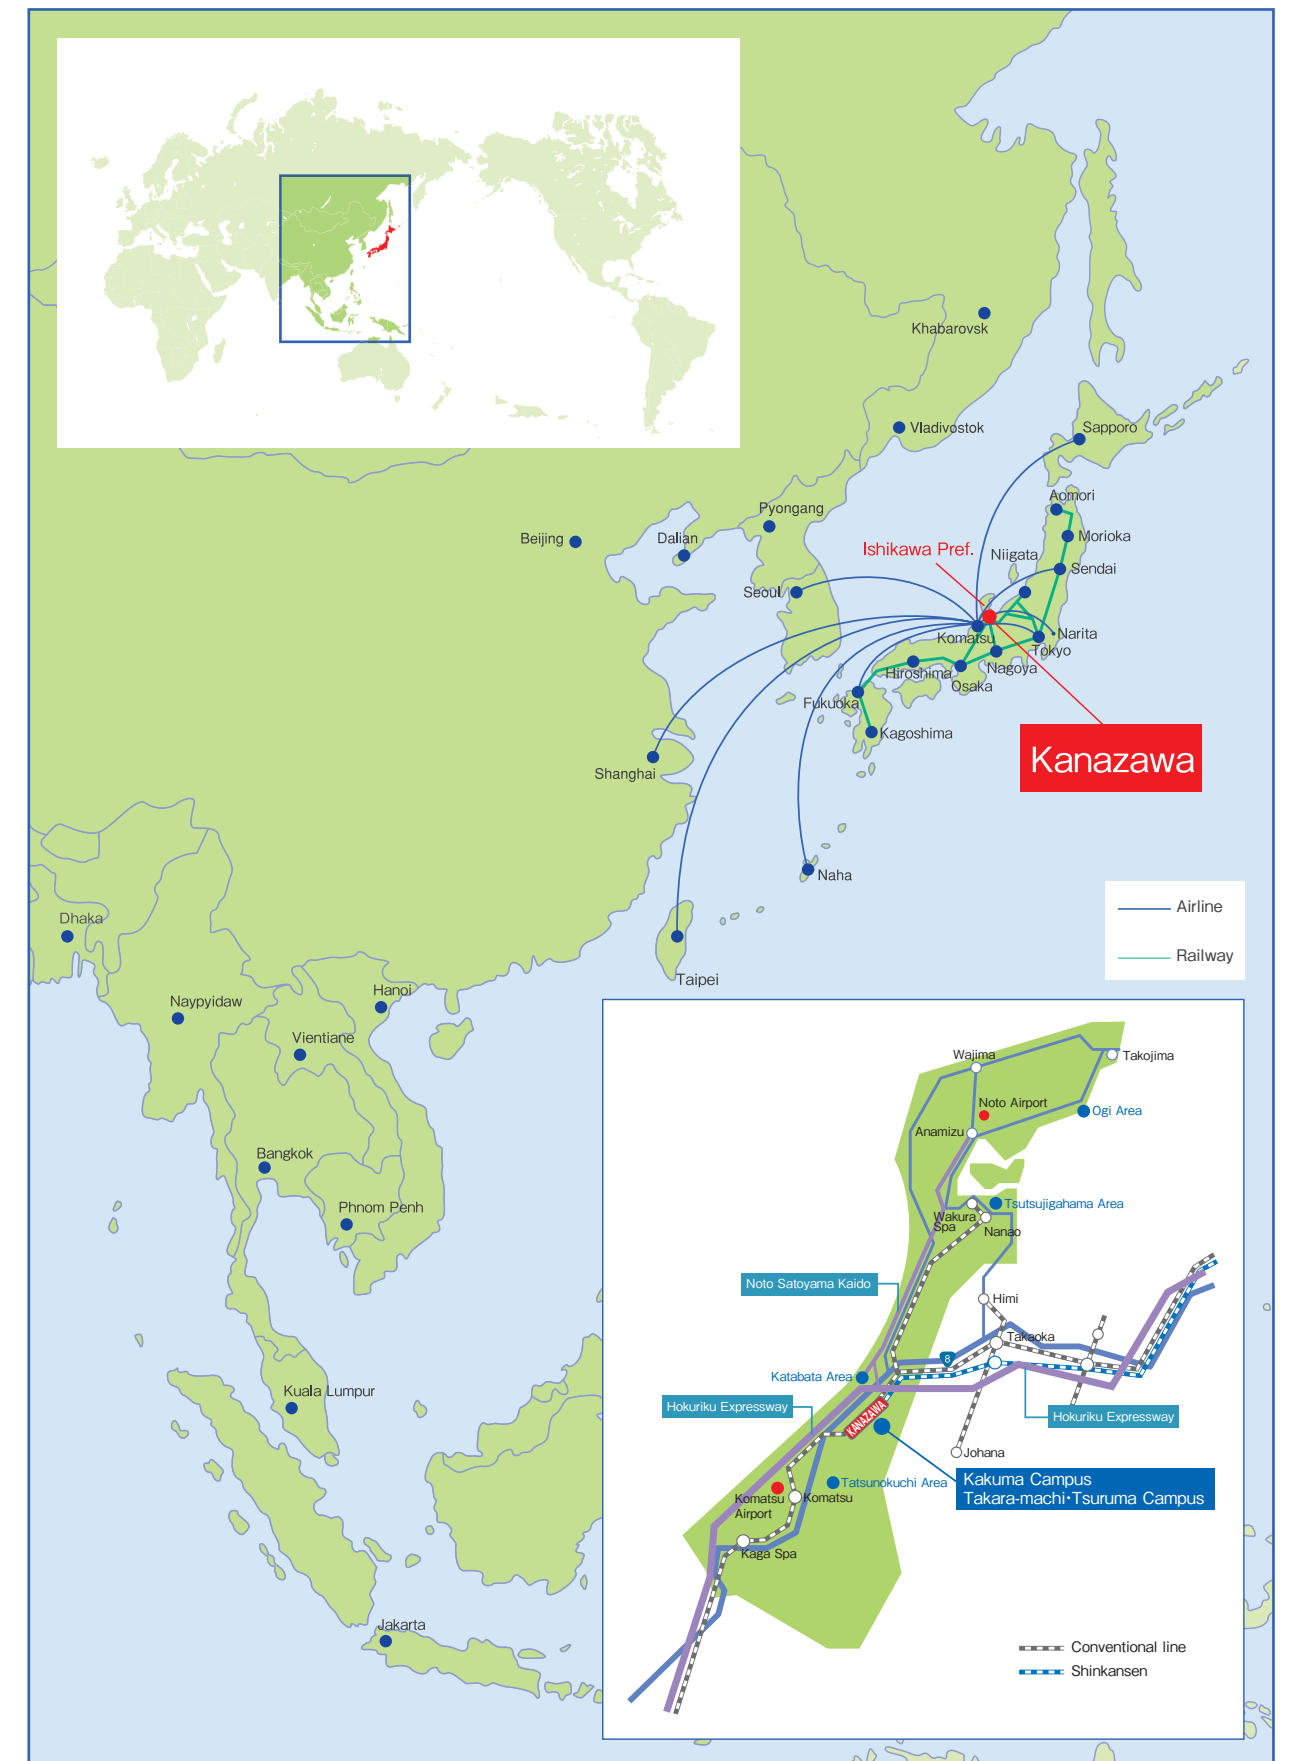 Khabarovsk
Vladivostok
Sapporo
Aomori
Pyongang
Beijing
Dalian
Morioka
Ishikawa Pref.
Niigata
Sendai
Seoul
Komatsu
Narita
Tokyo
Nagoya
Hiroshima
Osaka
Fukuoka
Kagoshima
Kanazawa
Shanghai
Naha
Airline
Railway
Dhaka
Taipei
Hanoi
Naypyidaw
Vientiane
Bangkok
Phnom Penh
Kuala Lumpur
Jakarta
Wajima
Takojima
Noto Airport
Ogi Area
Anamizu
Tsutsujigahama Area
Wakura
Spa
Nanao
Noto Satoyama Kaido
Himi
Takaoka
8
Katabata Area
Hokuriku Expressway
KANAZAWA
Hokuriku Expressway
Johana
Kakuma Campus
Takara-machi・Tsuruma Campus
Tatsunokuchi Area
Komatsu
Airport
Komatsu
Kaga Spa
Conventional line
Shinkansen